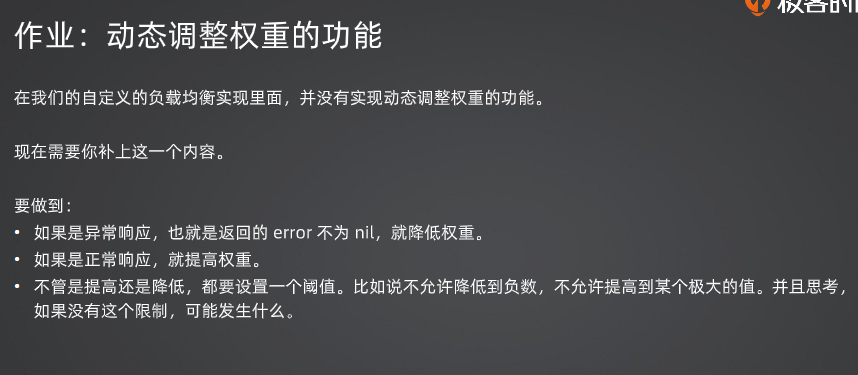 极客时间
作业：动态调整权重的功能
在我们的自定义的负载均衡实现里面，并没有实现动态调整权重的功能。
现在需要你补上这一个内容。
要做到：
• 如果是异常响应，也就是返回的 error 不为 nil，就降低权重。
• 如果是正常响应，就提高权重。
• 不管是提高还是降低，都要设置一个阈值。比如说不允许降低到负数，不允许提高到某个极大的值。并且思考，
如果没有这个限制，可能发生什么。